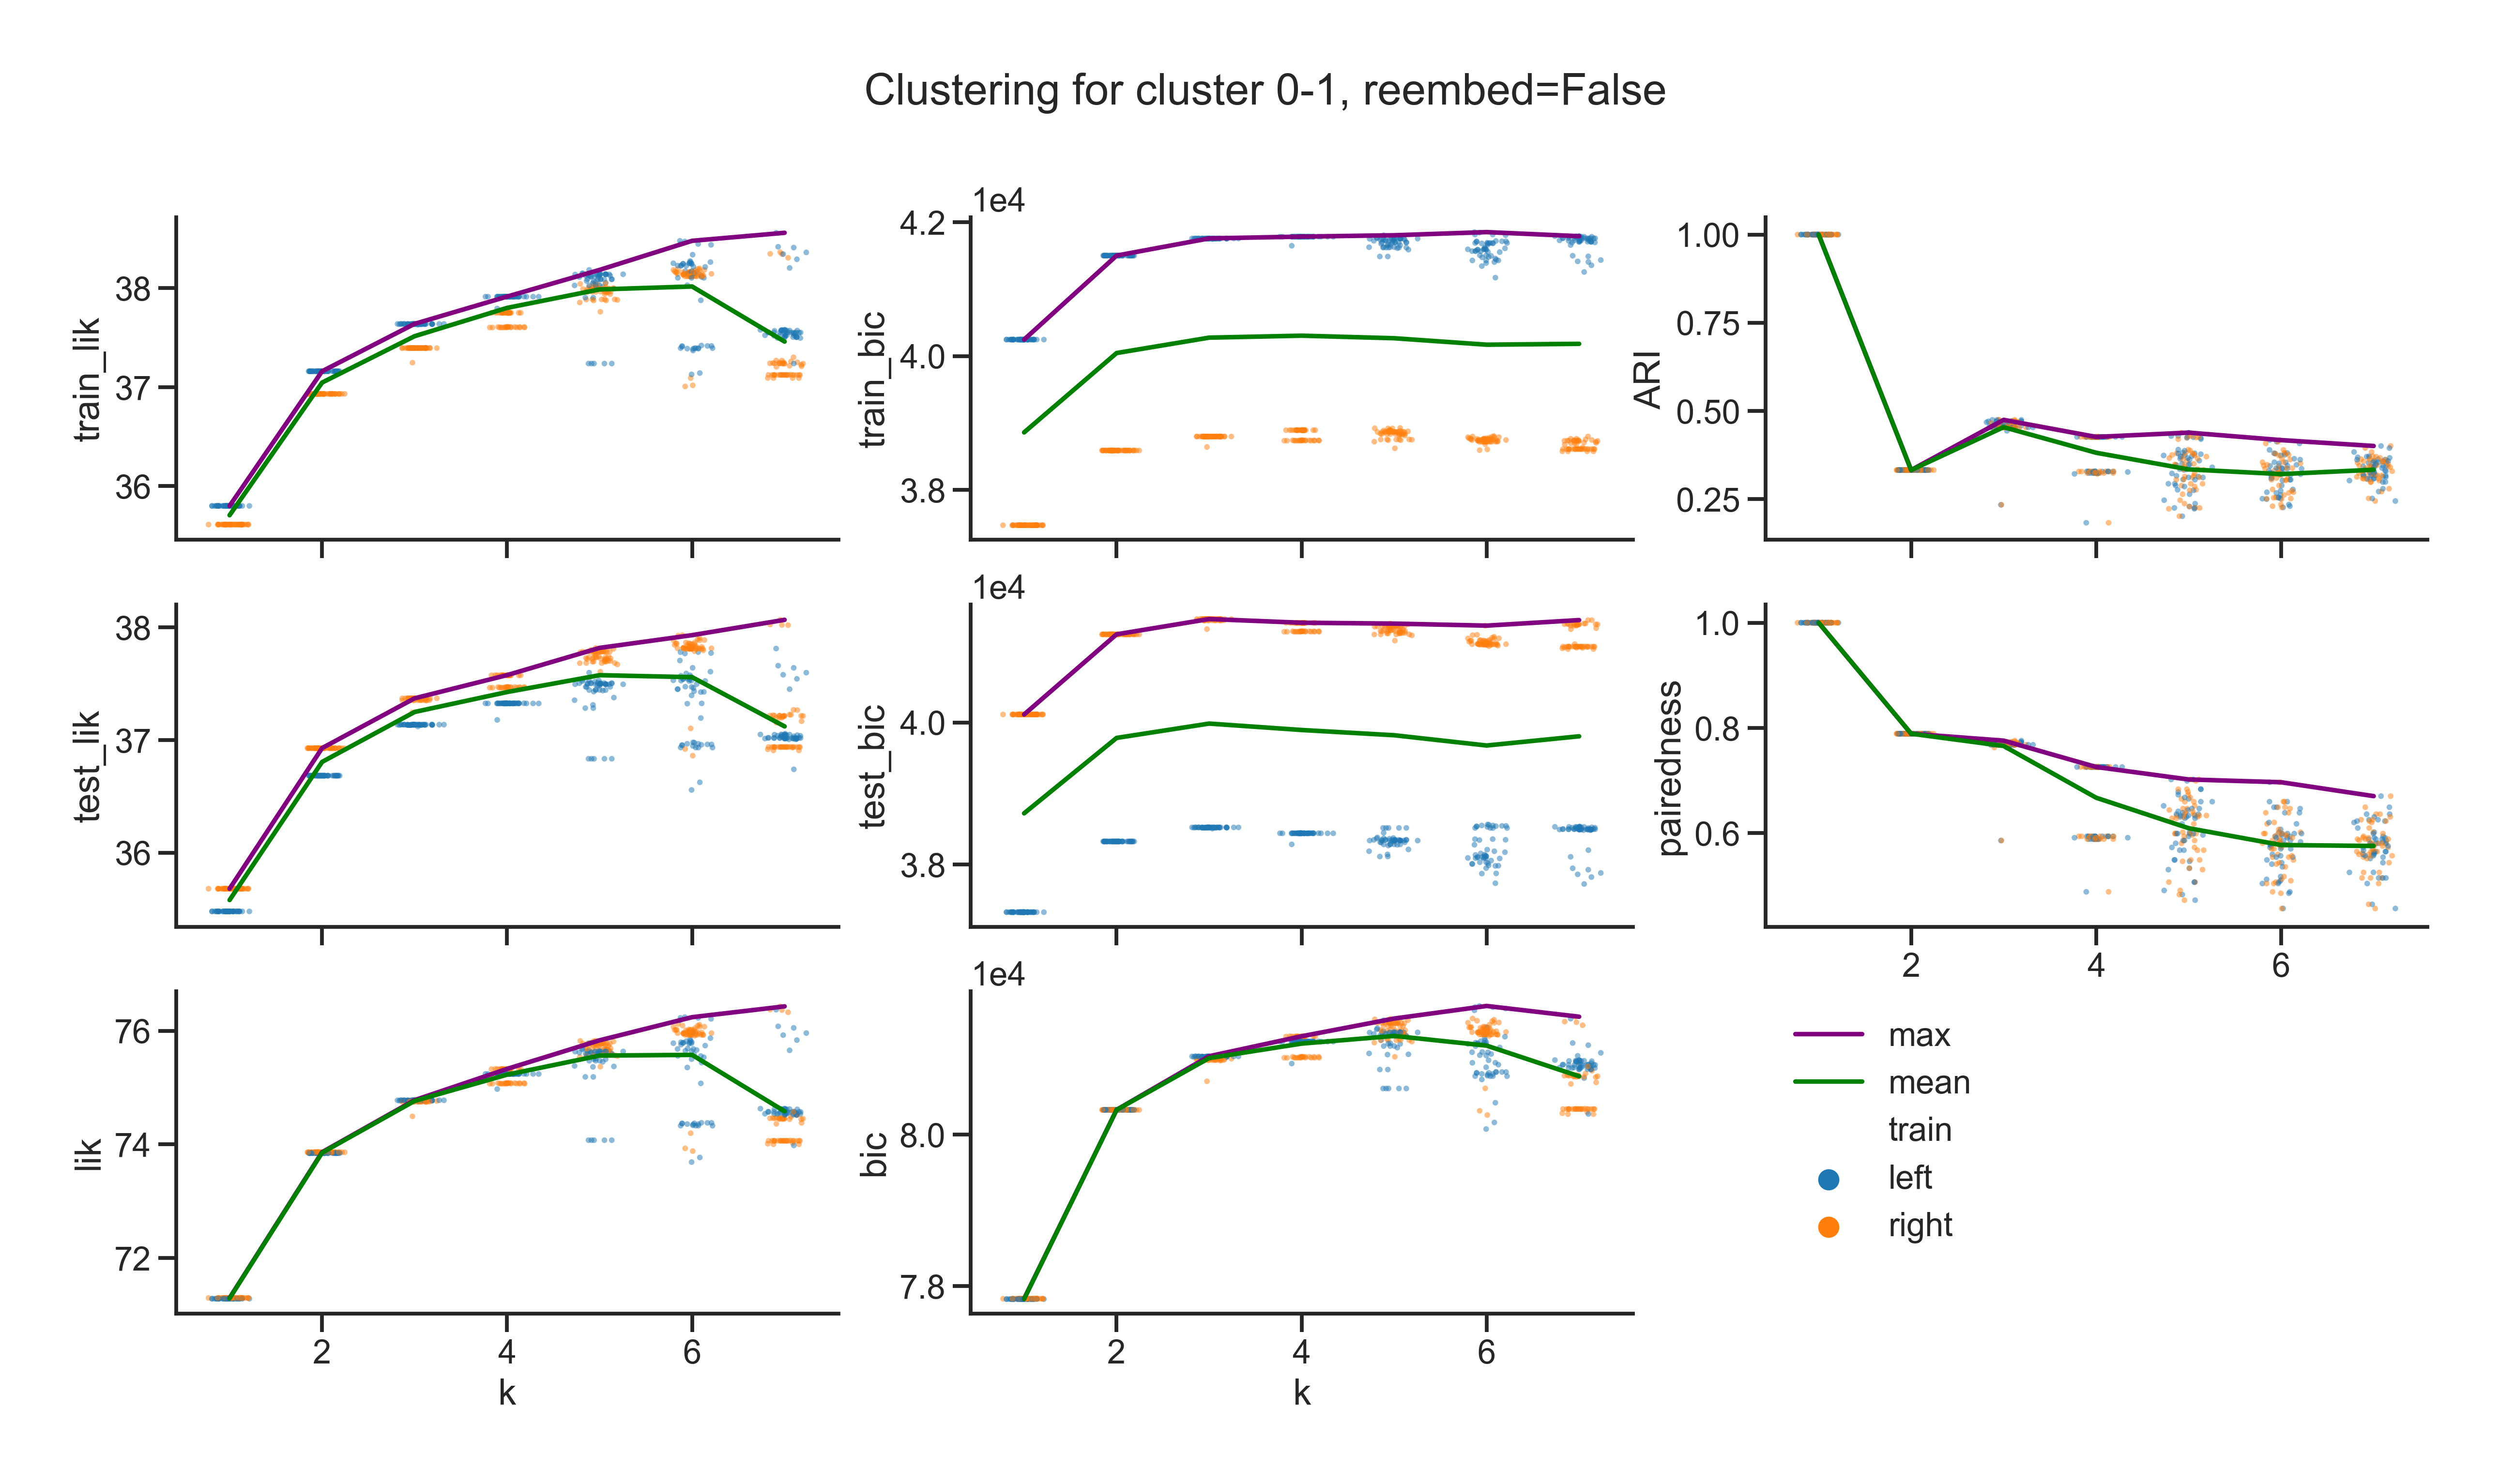 Clustering for cluster 0-1, reembed=False
train_lik
38
37
36
1e4
train_bic
4.2
4.0
3.8
ARI
1.00
0.75
0.50
0.25
test_lik
38
37
36
1e4
test_bic
4.0
3.8
pairedness
1.0
0.8
0.6
2
4
6
lik
76
74
72
2
4
6
k
1e4
bic
8.0
7.8
2
4
6
k
max
mean
train
left
right